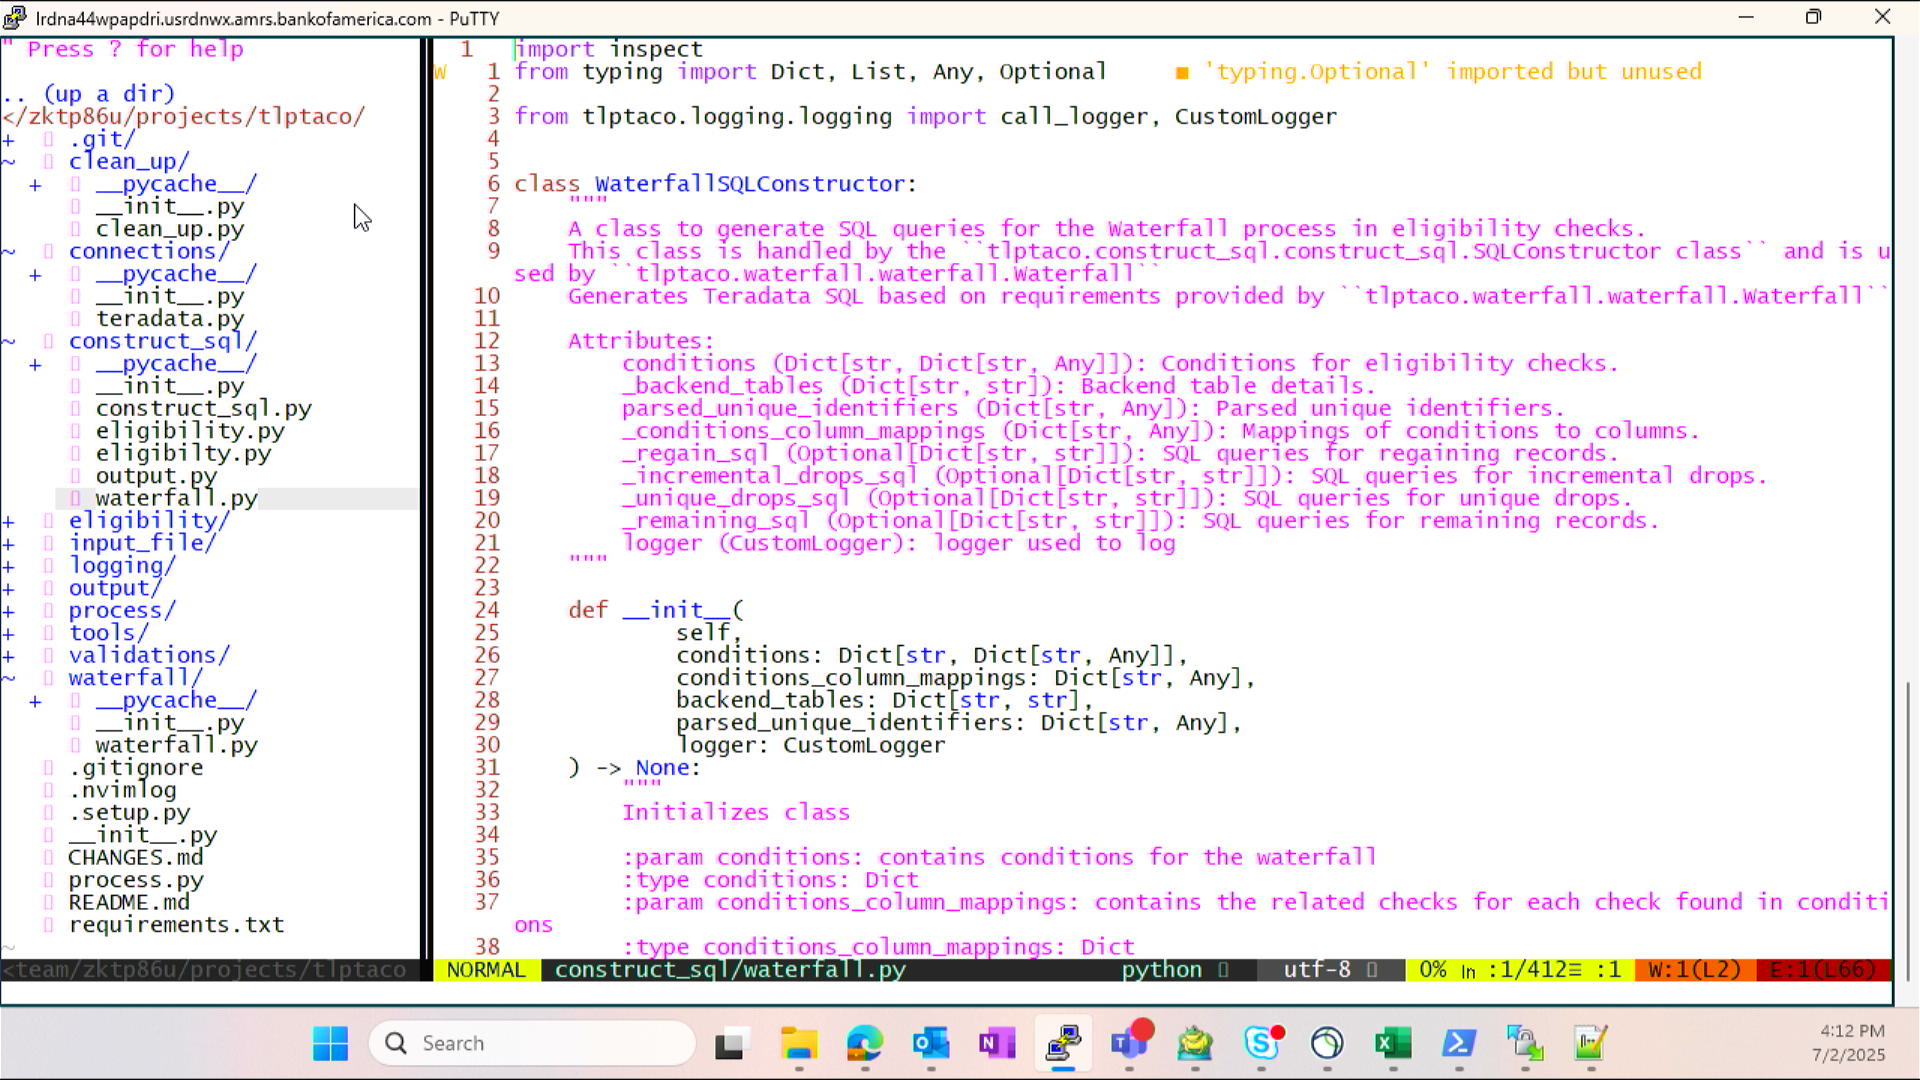 lrdna44wpapdri.usrdnwx.amrs.bankofamerica.com - PuTTY
" Press ? for help
.. (up a dir)
</zktp86u/projects/tlptaco/
+ .git/
~ clean_up/
+ __pycache__/
__init__.py
clean_up.py
~ connections/
+ __pycache__/
__init__.py
teradata.py
~ construct_sql/
+ __pycache__/
__init__.py
construct_sql.py
eligibility.py
eligibilty.py
output.py
waterfall.py
+ eligibility/
+ input_file/
+ logging/
+ output/
+ process/
+ tools/
+ validations/
~ waterfall/
+ __pycache__/
__init__.py
waterfall.py
.gitignore
.nvimlog
.setup.py
__init__.py
CHANGES.md
process.py
README.md
requirements.txt
~
<team/zktp86u/projects/tlptaco
1 import inspect
W 1 from typing import Dict, List, Any, Optional ■ 'typing.Optional' imported but unused
2
3 from tlptaco.logging.logging import call_logger, CustomLogger
4
5
6 class WaterfallSQLConstructor:
7 """
8 A class to generate SQL queries for the Waterfall process in eligibility checks.
9 This class is handled by the ``tlptaco.construct_sql.construct_sql.SQLConstructor class`` and is u
sed by ``tlptaco.waterfall.waterfall.Waterfall``
10 Generates Teradata SQL based on requirements provided by ``tlptaco.waterfall.waterfall.Waterfall``
11
12 Attributes:
13 conditions (Dict[str, Dict[str, Any]]): Conditions for eligibility checks.
14 _backend_tables (Dict[str, str]): Backend table details.
15 parsed_unique_identifiers (Dict[str, Any]): Parsed unique identifiers.
16 _conditions_column_mappings (Dict[str, Any]): Mappings of conditions to columns.
17 _regain_sql (Optional[Dict[str, str]]): SQL queries for regaining records.
18 _incremental_drops_sql (Optional[Dict[str, str]]): SQL queries for incremental drops.
19 _unique_drops_sql (Optional[Dict[str, str]]): SQL queries for unique drops.
20 _remaining_sql (Optional[Dict[str, str]]): SQL queries for remaining records.
21 logger (CustomLogger): logger used to log
22 """
23
24 def __init__(
25 self,
26 conditions: Dict[str, Dict[str, Any]],
27 conditions_column_mappings: Dict[str, Any],
28 backend_tables: Dict[str, str],
29 parsed_unique_identifiers: Dict[str, Any],
30 logger: CustomLogger
31 ) -> None:
32 """
33 Initializes class
34
35 :param conditions: contains conditions for the waterfall
36 :type conditions: Dict
37 :param conditions_column_mappings: contains the related checks for each check found in conditi
ons
38 :type conditions_column_mappings: Dict
NORMAL construct_sql/waterfall.py python utf-8 0% ln :1/412≡ :1 W:1(L2) E:1(L66)
Search
4:12 PM
7/2/2025